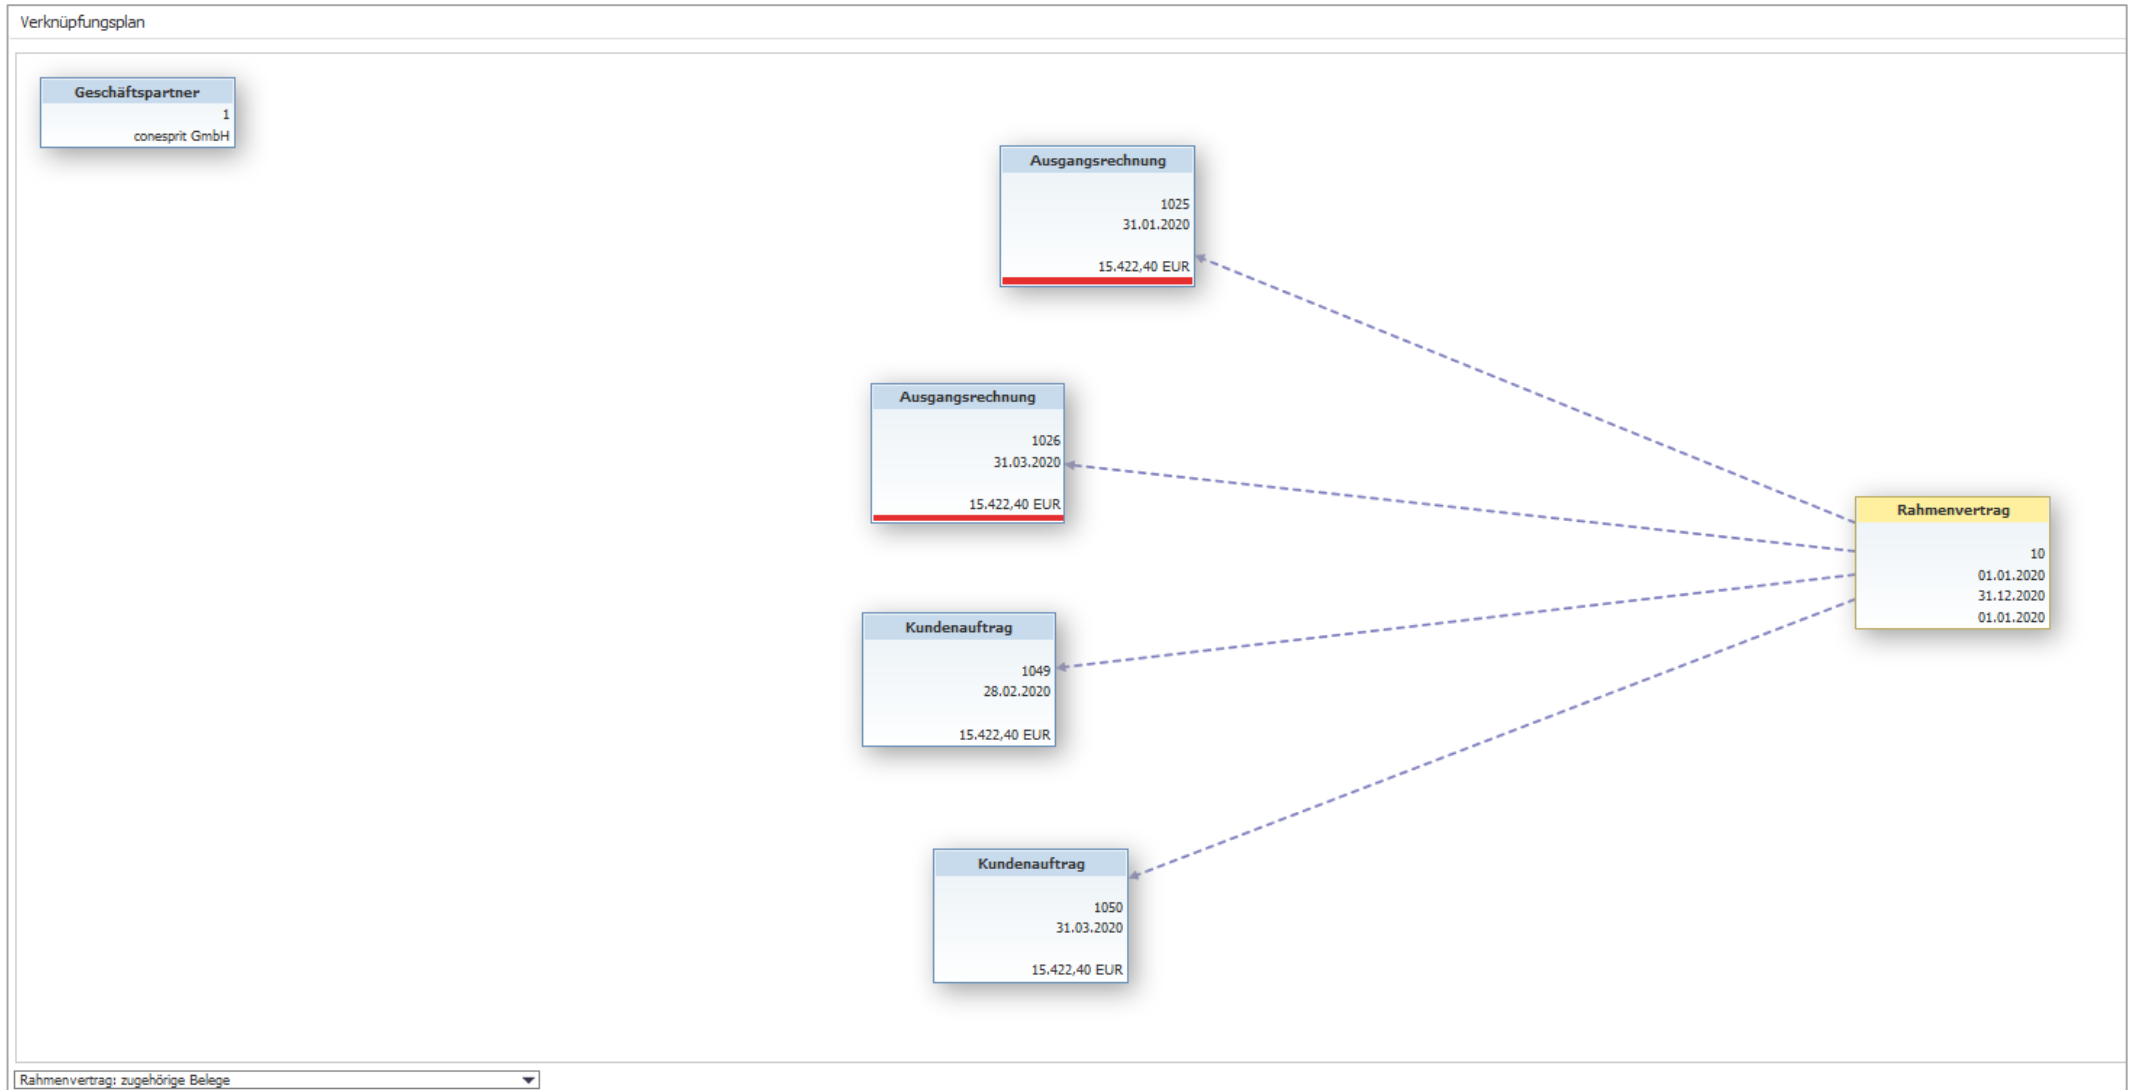 Verknüpfungsplan
Geschäftspartner
1
conesprit GmbH
Ausgangsrechnung
1025
31.01.2020
15.422,40 EUR
Ausgangsrechnung
1026
31.03.2020
15.422,40 EUR
Rahmenvertrag
10
01.01.2020
31.12.2020
01.01.2020
Kundenauftrag
1049
28.02.2020
15.422,40 EUR
Kundenauftrag
1050
31.03.2020
15.422,40 EUR
Rahmenvertrag: zugehörige Belege